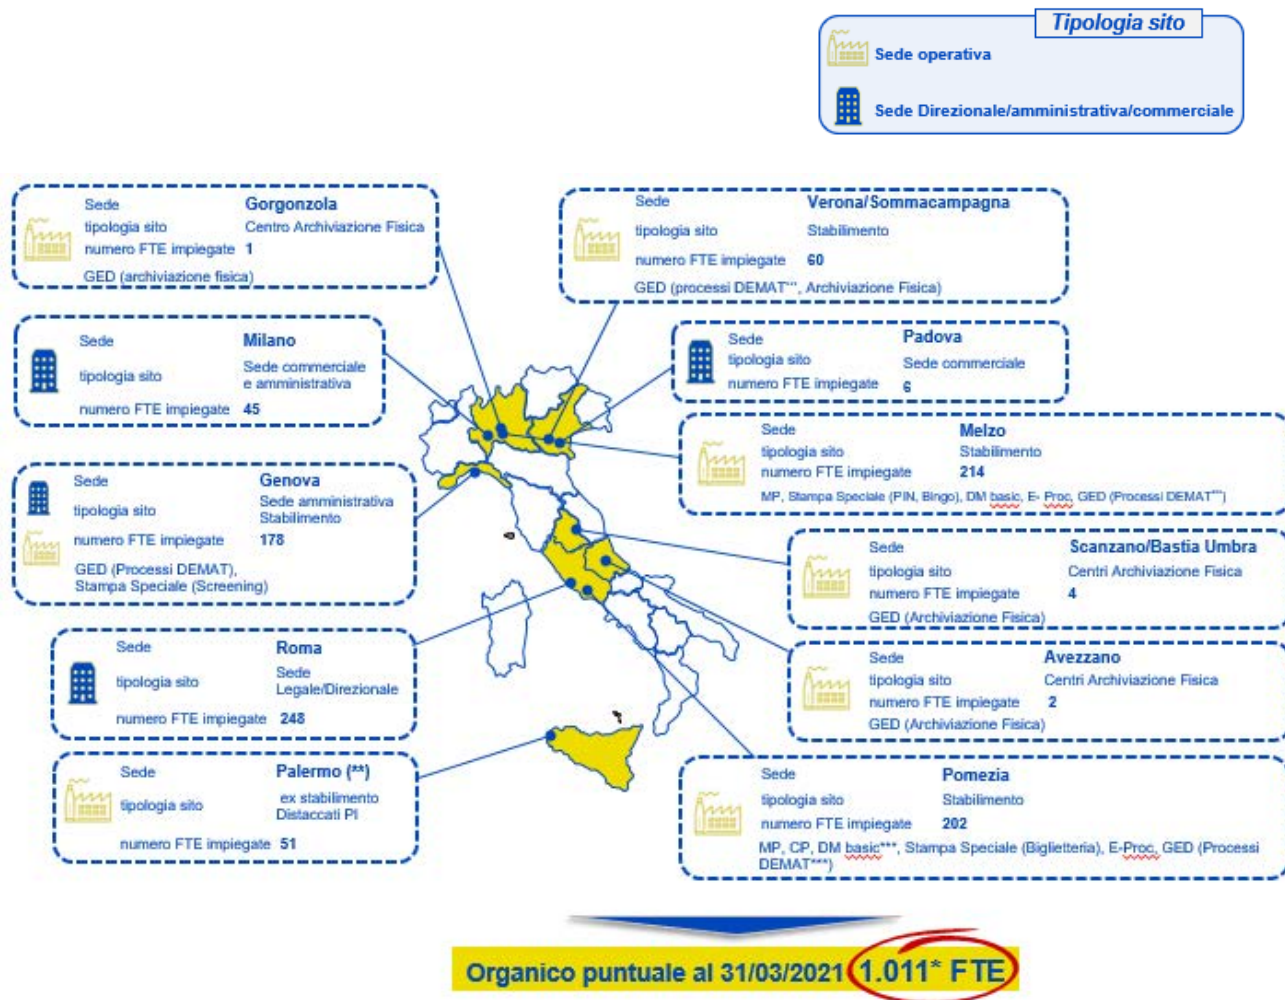 Tipologia sito
Sede operativa
Sede Direzionale/amministrativa/commerciale
Sede Gorgonzola
tipologia sito Centro Archiviazione Fisica
numero FTE impiegate 1
GED (archiviazione fisica)
Sede Verona/Sommacampagna
tipologia sito Stabilimento
numero FTE impiegate 60
GED (processi DEMAT***, Archiviazione Fisica)
Sede Milano
tipologia sito Sede commerciale
e amministrativa
numero FTE impiegate 45
Sede Padova
tipologia sito Sede commerciale
numero FTE impiegate 6
Sede Melzo
tipologia sito Stabilimento
numero FTE impiegate 214
MP, Stampa Speciale (PIN, Bingo), DM basic, E- Proc, GED (Processi DEMAT***)
Sede Genova
tipologia sito Sede amministrativa
Stabilimento
numero FTE impiegate 178
GED (Processi DEMAT),
Stampa Speciale (Screening)
Sede Scanzano/Bastia Umbra
tipologia sito Centri Archiviazione Fisica
numero FTE impiegate 4
GED (Archiviazione Fisica)
Sede Roma
tipologia sito Sede
Legale/Direzionale
numero FTE impiegate 248
Sede Avezzano
tipologia sito Centri Archiviazione Fisica
numero FTE impiegate 2
GED (Archiviazione Fisica)
Sede Palermo (**)
tipologia sito ex stabilimento
Distaccati PI
numero FTE impiegate 51
Sede Pomezia
tipologia sito Stabilimento
numero FTE impiegate 202
MP, CP, DM basic***, Stampa Speciale (Biglietteria), E-Proc, GED (Processi
DEMAT***)
Organico puntuale al 31/03/2021 1.011* FTE